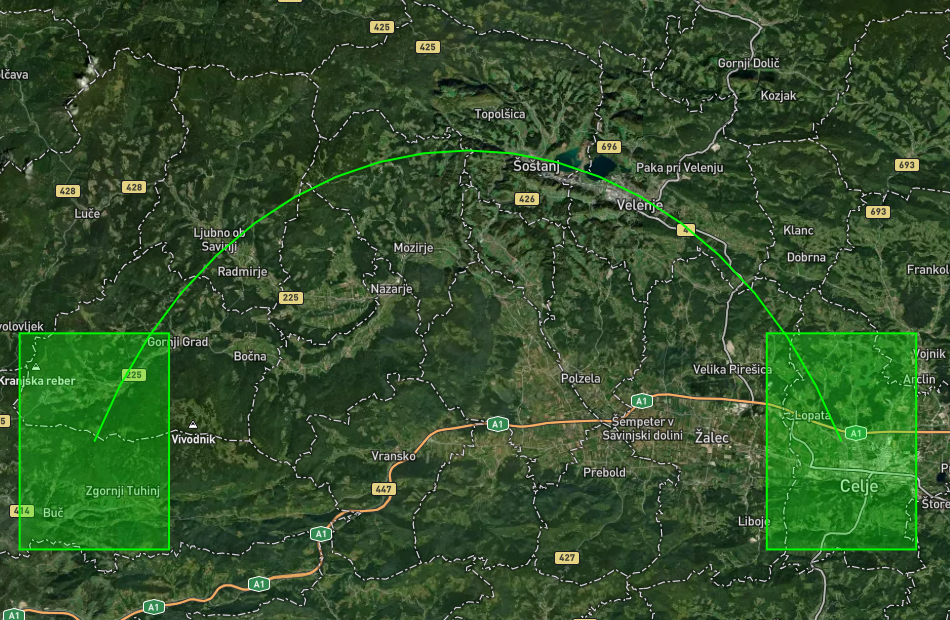 425
425
Gornji Dolič
Kozjak
Topolšica
696
Šoštanj
Paka pri Velenju
693
428
428
426
Luče
Velenje
693
Ljubno ob
Savinji
4
Klanc
Mozirje
Dobrna
Radmirje
Nazarje
225
Gornji Grad
Bočna
Vojnik
Velika Pirešica
225
Kranjska reber
Polzela
Arclin
A1
Lopata
A1
Šempeter v
Savinjski dolini
A1
Vivodnik
Žalec
Vransko
Prebold
447
Zgornji Tuhinj
Celje
414
Buč
Liboje
A1
427
A1
A1
A1